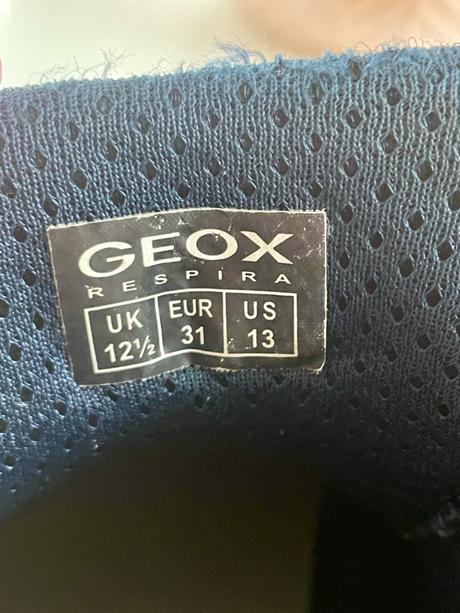 GEOX
RESPIRA
UK EUR US
12½ 31 13